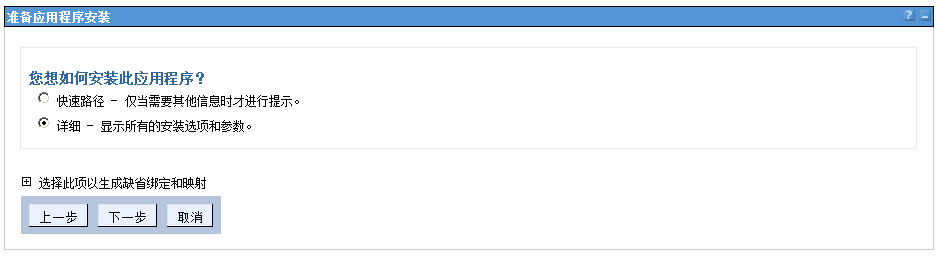 准备应用程序安装
您想如何安装此应用程序？
快速路径 - 仅当需要其他信息时才进行提示。
详细 - 显示所有的安装选项和参数。
选择此项以生成缺省绑定和映射
上一步 下一步 取消